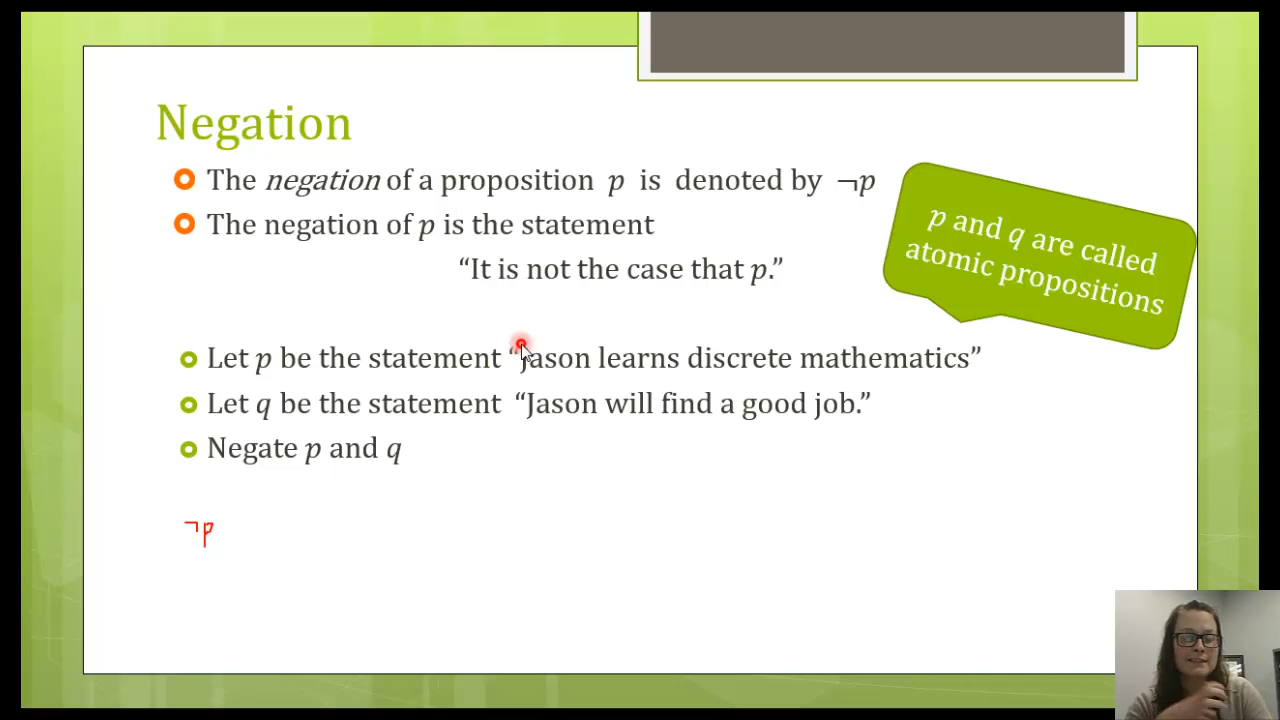 Negation
The negation of a proposition p is denoted by ¬p
The negation of p is the statement
“It is not the case that p.”
p and q are called
atomic propositions
Let p be the statement “Jason learns discrete mathematics”
Let q be the statement “Jason will find a good job.”
Negate p and q
¬p